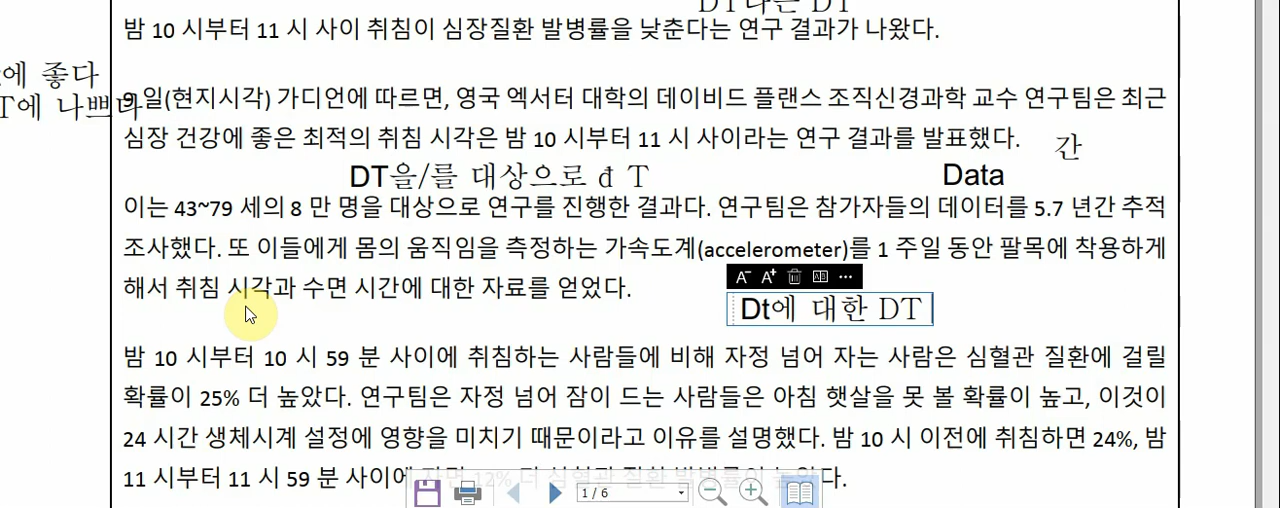 DT라는 DT
밤 10 시부터 11 시 사이 취침이 심장질환 발병률을 낮춘다는 연구 결과가 나왔다.
에 좋다
T에 나쁘다
9 일(현지시각) 가디언에 따르면, 영국 엑서터 대학의 데이비드 플랜스 조직신경과학 교수 연구팀은 최근
심장 건강에 좋은 최적의 취침 시각은 밤 10 시부터 11 시 사이라는 연구 결과를 발표했다.
간
DT을/를 대상으로 đ T
Data
이는 43~79 세의 8 만 명을 대상으로 연구를 진행한 결과다. 연구팀은 참가자들의 데이터를 5.7 년간 추적
조사했다. 또 이들에게 몸의 움직임을 측정하는 가속도계(accelerometer)를 1 주일 동안 팔목에 착용하게
해서 취침 시각과 수면 시간에 대한 자료를 얻었다.
Dt에 대한 DT
밤 10 시부터 10 시 59 분 사이에 취침하는 사람들에 비해 자정 넘어 자는 사람은 심혈관 질환에 걸릴
확률이 25% 더 높았다. 연구팀은 자정 넘어 잠이 드는 사람들은 아침 햇살을 못 볼 확률이 높고, 이것이
24 시간 생체시계 설정에 영향을 미치기 때문이라고 이유를 설명했다. 밤 10 시 이전에 취침하면 24%, 밤
11 시부터 11 시 59 분 사이에 자면 12% 더 심혈관 질환 발병률이 높았다.
1 / 6